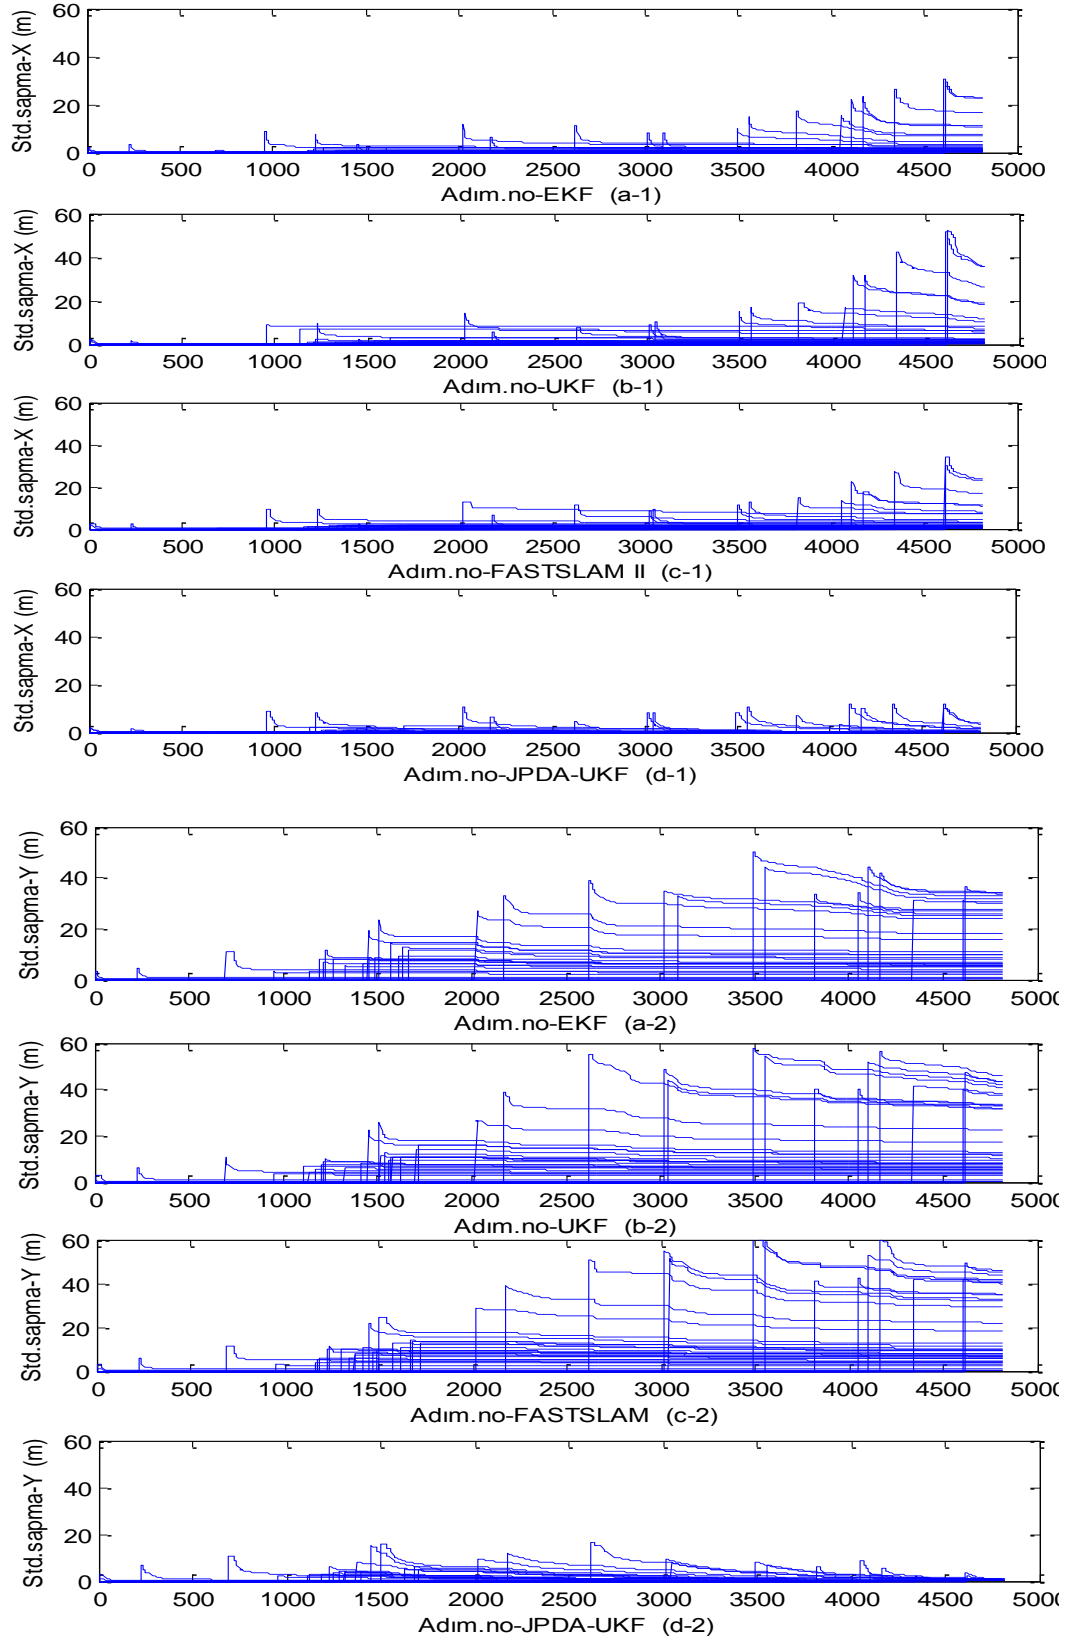 60
40
20
0
Std.sapma-X (m)
0 500 1000 1500 2000 2500 3000 3500 4000 4500 5000
Adım.no-EKF (a-1)
60
40
20
0
Std.sapma-X (m)
0 500 1000 1500 2000 2500 3000 3500 4000 4500 5000
Adım.no-UKF (b-1)
60
40
20
0
Std.sapma-X (m)
0 500 1000 1500 2000 2500 3000 3500 4000 4500 5000
Adım.no-FASTSLAM II (c-1)
60
40
20
0
Std.sapma-X (m)
0 500 1000 1500 2000 2500 3000 3500 4000 4500 5000
Adım.no-JPDA-UKF (d-1)
60
40
20
0
Std.sapma-Y (m)
0 500 1000 1500 2000 2500 3000 3500 4000 4500 5000
Adım.no-EKF (a-2)
60
40
20
0
Std.sapma-Y (m)
0 500 1000 1500 2000 2500 3000 3500 4000 4500 5000
Adım.no-UKF (b-2)
60
40
20
0
Std.sapma-Y (m)
0 500 1000 1500 2000 2500 3000 3500 4000 4500 5000
Adım.no-FASTSLAM (c-2)
60
40
20
0
Std.sapma-Y (m)
0 500 1000 1500 2000 2500 3000 3500 4000 4500 5000
Adım.no-JPDA-UKF (d-2)